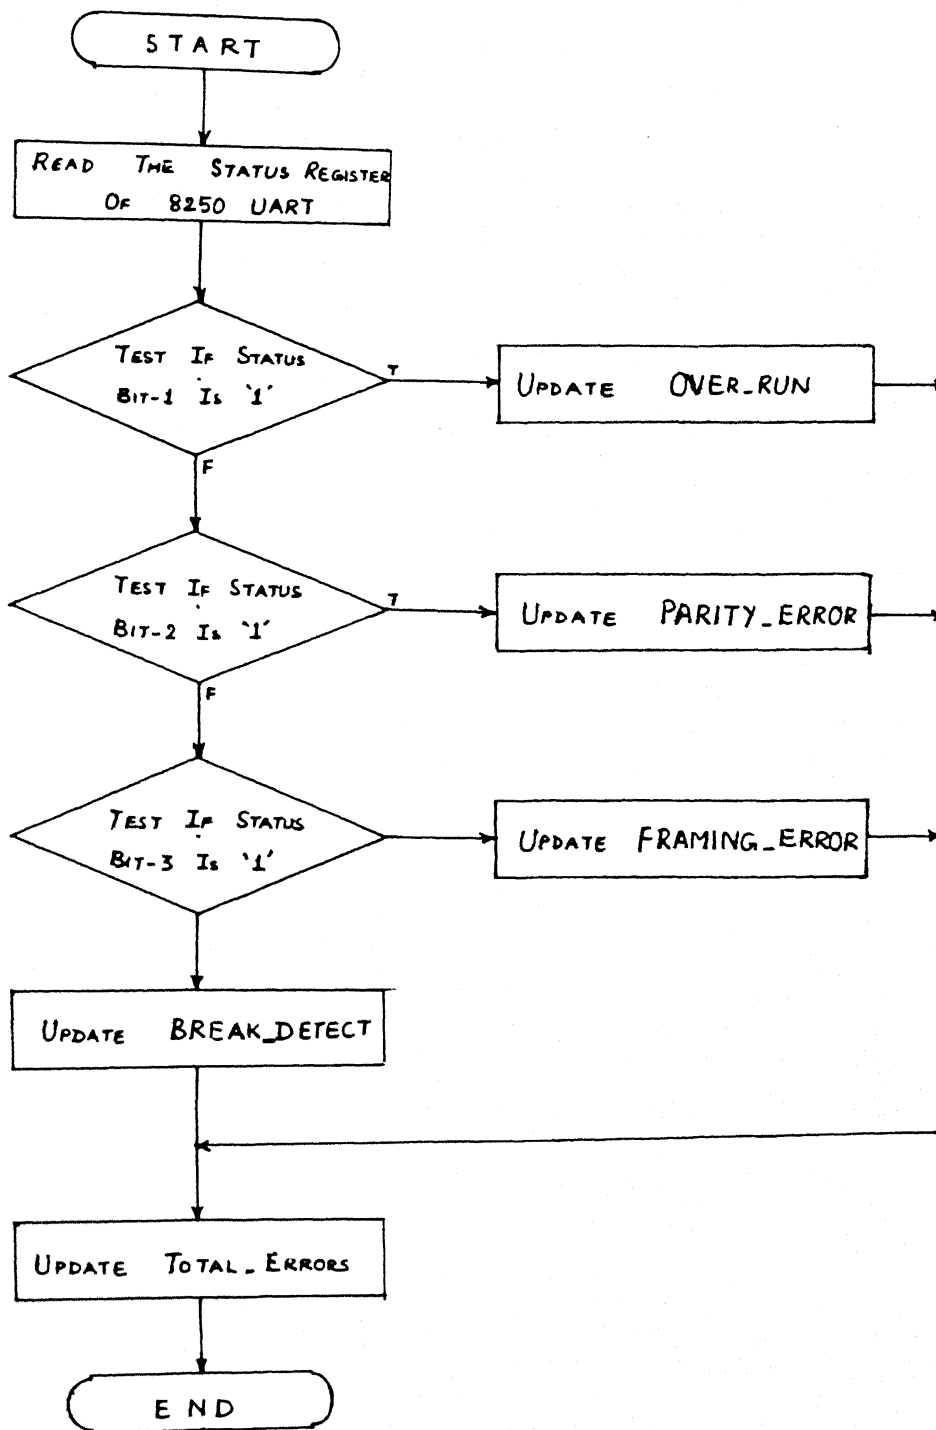 START
READ THE STATUS REGISTER
OF 8250 UART
TEST IF STATUS
BIT-1 IS '1'
T
UPDATE OVER_RUN
F
TEST IF STATUS
BIT-2 IS '1'
T
UPDATE PARITY_ERROR
F
TEST IF STATUS
BIT-3 IS '1'
UPDATE FRAMING_ERROR
UPDATE BREAK_DETECT
UPDATE TOTAL_ERRORS
END